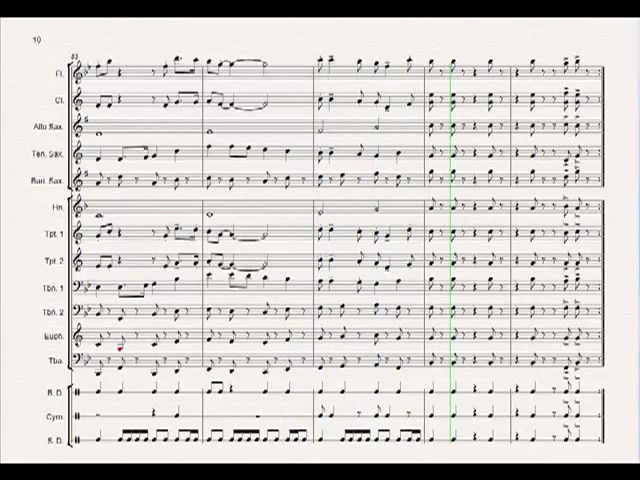 10
53
Fl.
Cl.
Alto Sax.
Ten. Sax.
Bari. Sax.
Hn.
Tpt. 1
Tpt. 2
Tbn. 1
Tbn. 2
Euph.
Tba.
B. D.
Cym.
S. D.